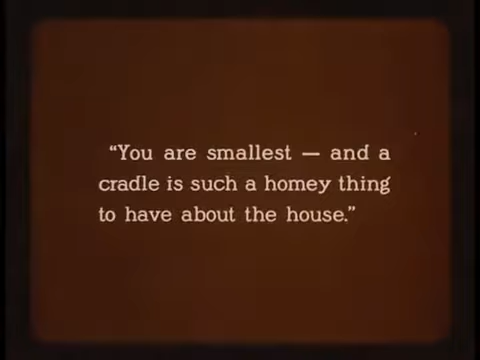 “You are smallest — and a
cradle is such a homey thing
to have about the house.”